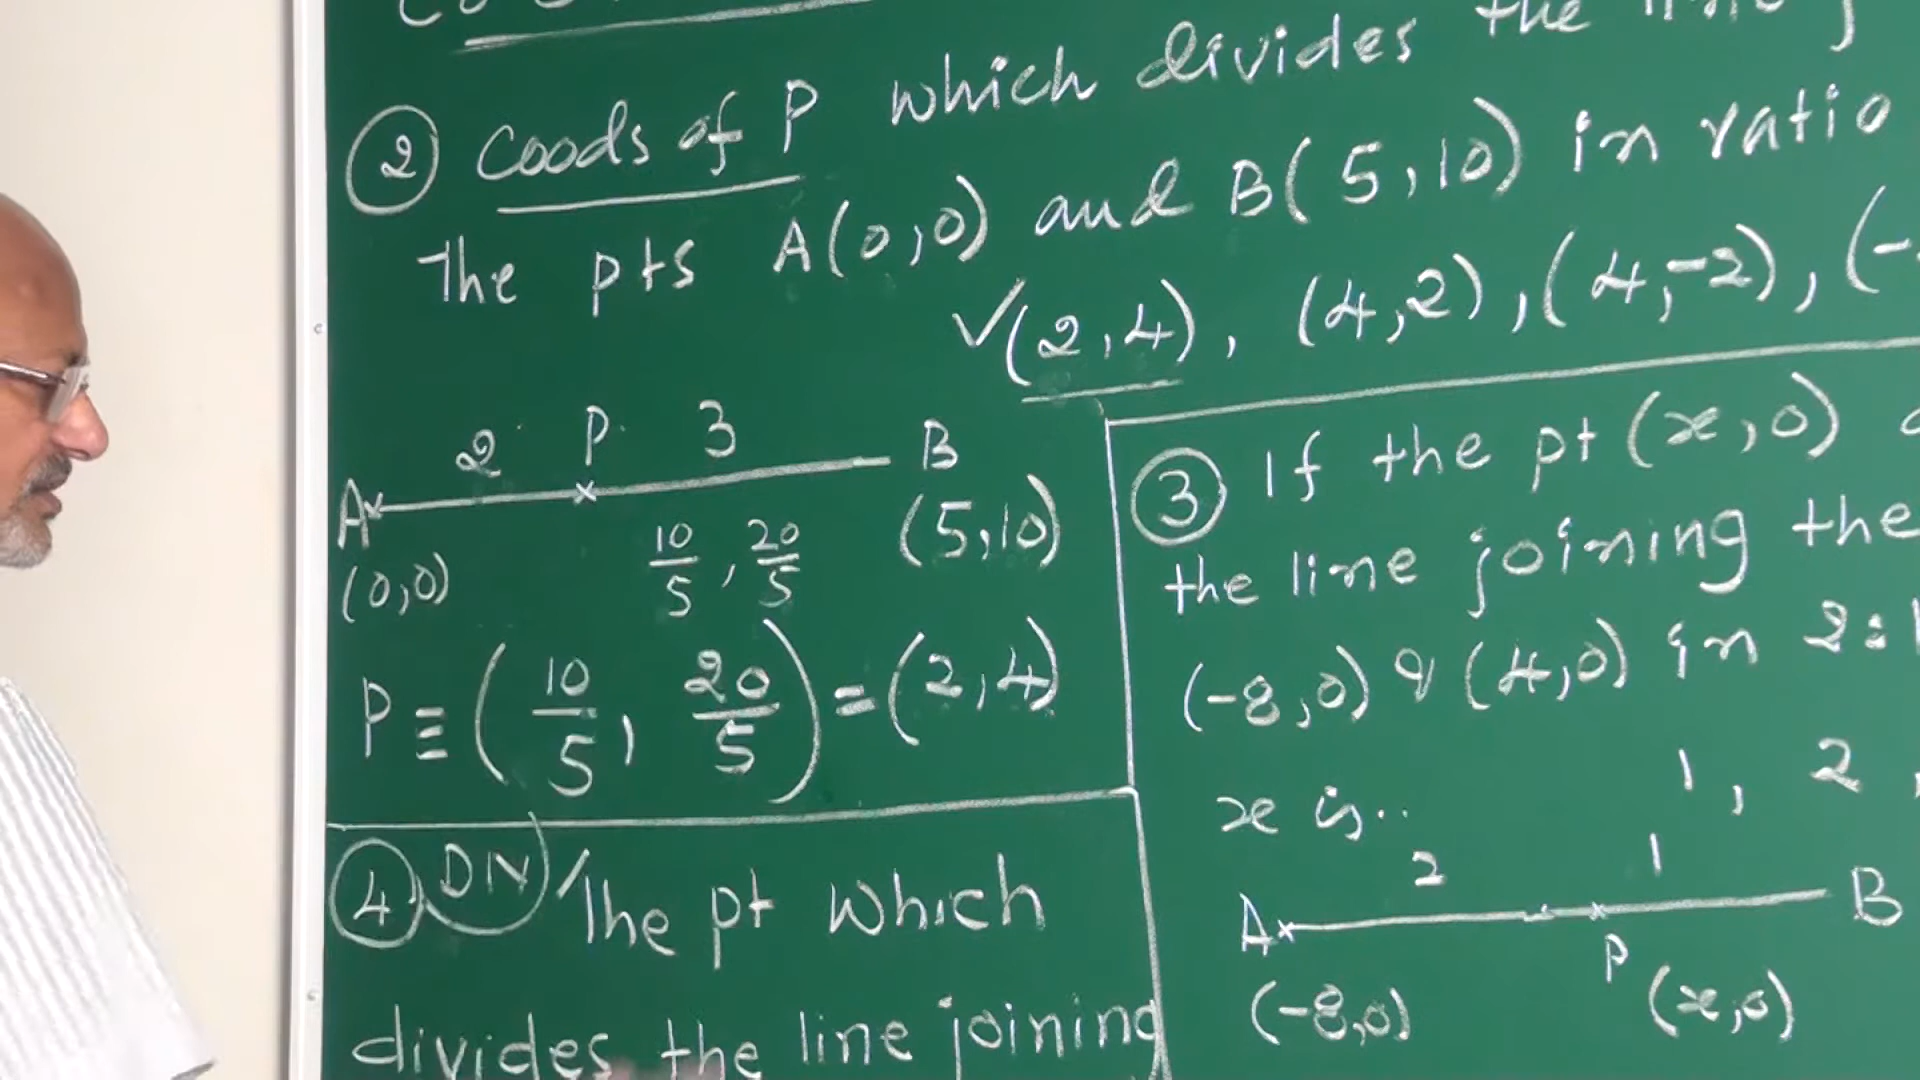 ② Coods of P which divides the line j
the pts A(0,0) and B(5,10) in ratio
✓(2,4), (4,2), (4,-2), (-
2 P 3
A B
(0,0) 10/5, 20/5 (5,10)
P ≡ (10/5, 20/5) = (2,4)
③ If the pt (x,0)
the line joining the
(-8,0) & (4,0) in 2:1
x is.. 1, 2,
2 1
A B
P
(-8,0) (x,0)
④ DN The pt which
divides the line joining